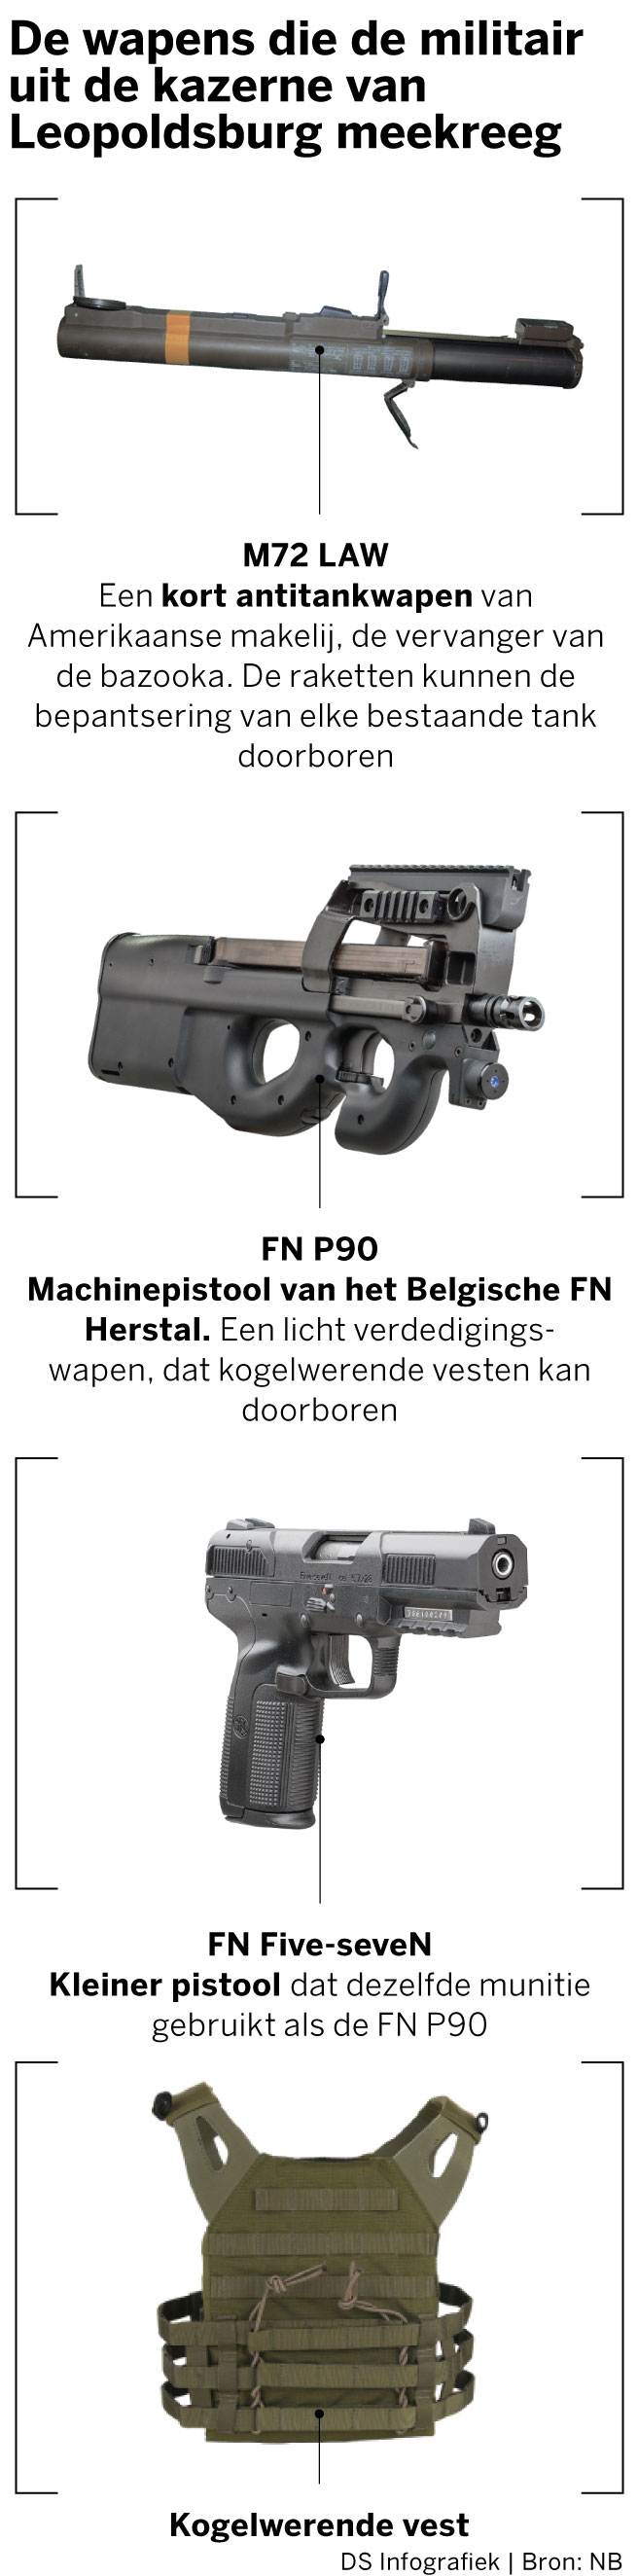 De wapens die de militair
uit de kazerne van
Leopoldsburg meekreeg
M72 LAW
Een kort antitankwapen van
Amerikaanse makelij, de vervanger van
de bazooka. De raketten kunnen de
bepantsering van elke bestaande tank
doorboren
FN P90
Machinepistool van het Belgische FN
Herstal. Een licht verdedigings-
wapen, dat kogelwerende vesten kan
doorboren
FN Five-seveN
Kleiner pistool dat dezelfde munitie
gebruikt als de FN P90
Kogelwerende vest
DS Infografiek | Bron: NB